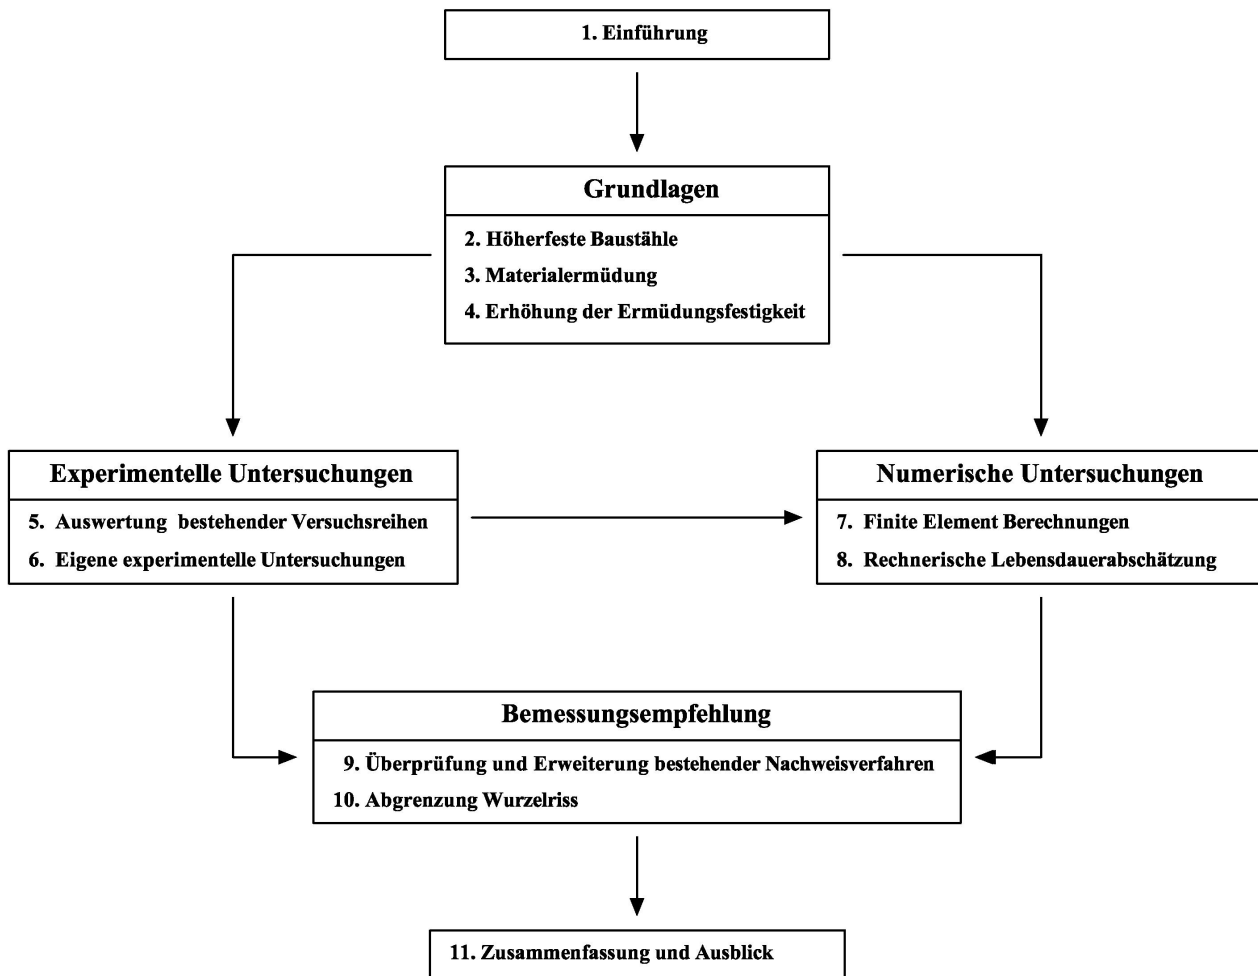 1. Einführung
Grundlagen
2. Höherfeste Baustähle
3. Materialermüdung
4. Erhöhung der Ermüdungsfestigkeit
Experimentelle Untersuchungen
5. Auswertung bestehender Versuchsreihen
6. Eigene experimentelle Untersuchungen
Numerische Untersuchungen
7. Finite Element Berechnungen
8. Rechnerische Lebensdauerabschätzung
Bemessungsempfehlung
9. Überprüfung und Erweiterung bestehender Nachweisverfahren
10. Abgrenzung Wurzelriss
11. Zusammenfassung und Ausblick